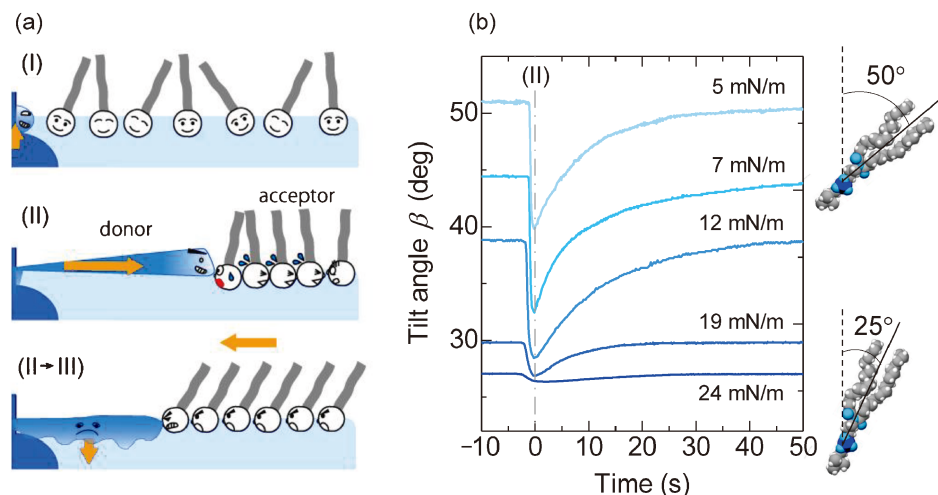 (a)
(I)
(II)
donor
acceptor
(II→III)
(b)
(II)
5 mN/m
7 mN/m
12 mN/m
19 mN/m
24 mN/m
Tilt angle β (deg)
50
40
30
−10
0
10
20
30
40
50
Time (s)
50°
25°